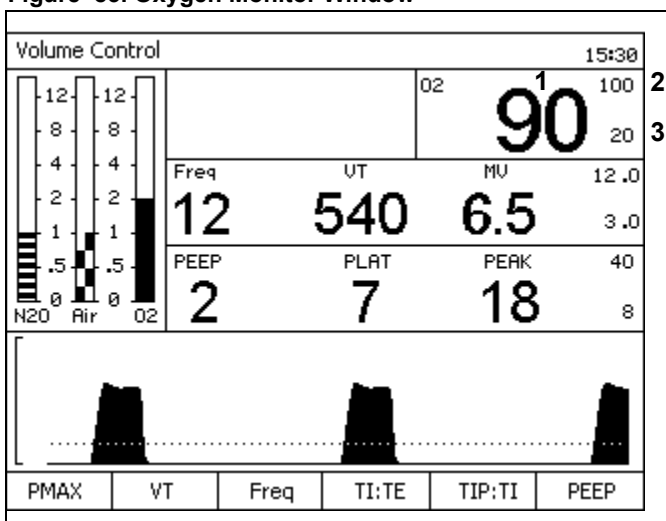 Figure 33. Oxygen Monitor Window
Volume Control 15:30
O2 1 90 100 2
20 3
12 12
8 8
4 4
2 2
1 1
.5 .5
0 0
N2O Air O2
Freq VT MV 12.0
12 540 6.5 3.0
PEEP PLAT PEAK 40
2 7 18 8
PMAX VT Freq TI:TE TIP:TI PEEP